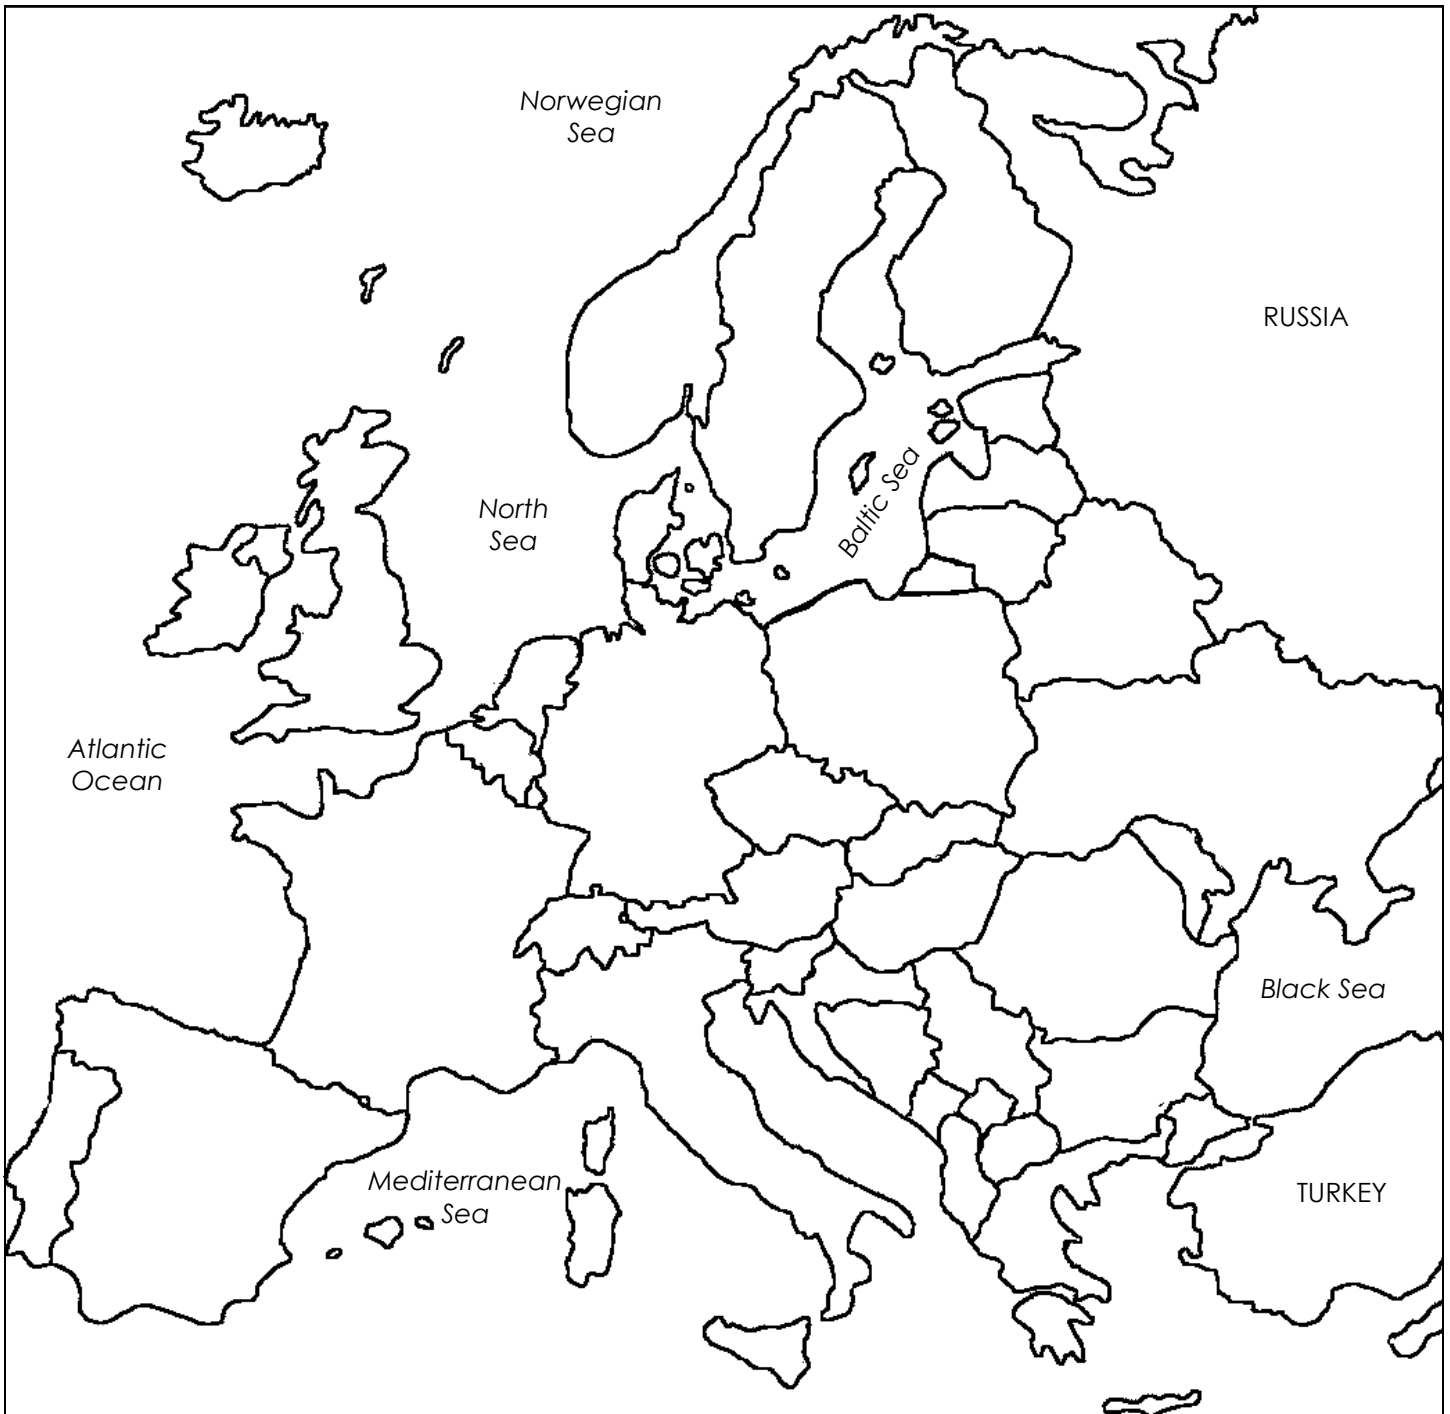 Norwegian
Sea
RUSSIA
North
Sea
Baltic Sea
Atlantic
Ocean
Black Sea
Mediterranean
Sea
TURKEY